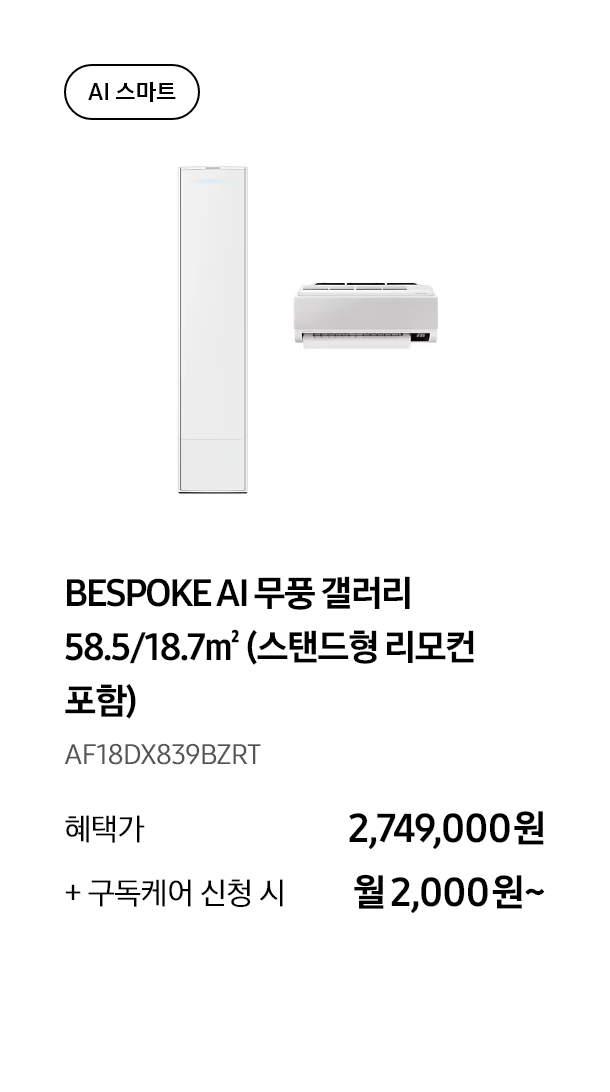 AI 스마트
BESPOKE AI 무풍 갤러리
58.5/18.7㎡ (스탠드형 리모컨
포함)
AF18DX839BZRT
혜택가 2,749,000원
+ 구독케어 신청 시 월 2,000원~